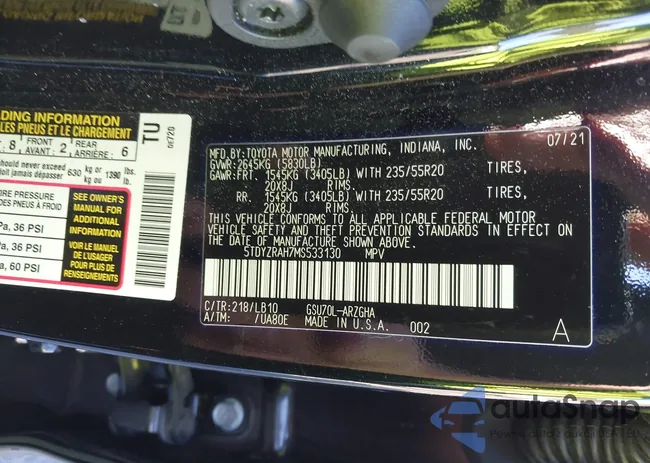 ADING INFORMATION
LES PNEUS ET LE CHARGEMENT
T. 8 AVANT 2 REAR ARRIÈRE: 6
should never exceed
doit jamais dépasser 630 kg or kg ou 1390 lbs. lb.
TIRE PRESSURE
DES PNEUS À FROID
Pa, 36 PSI
Pa, 36 PSI
a, 60 PSI
SEE OWNER'S
MANUAL FOR
ADDITIONAL
INFORMATION
VOIR LE MANUEL
DE L'USAGER
POUR PLUS DE
RENSEIGNEMENTS
TU
MFD.BY:TOYOTA MOTOR MANUFACTURING, INDIANA, INC. 07/21
GVWR:2645KG (5830LB)
GAWR:FRT. 1545KG (3405LB) WITH 235/55R20 TIRES,
20X8J RIMS.
RR. 1545KG (3405LB) WITH 235/55R20 TIRES,
20X8J RIMS.
THIS VEHICLE CONFORMS TO ALL APPLICABLE FEDERAL MOTOR
VEHICLE SAFETY AND THEFT PREVENTION STANDARDS IN EFFECT ON
THE DATE OF MANUFACTURE SHOWN ABOVE.
5TDYZRAH7MS533130 MPV
C/TR:218/LB10 GSU70L-ARZGHA
A/TM: /UA80E MADE IN U.S.A. 002 A
autoSnap